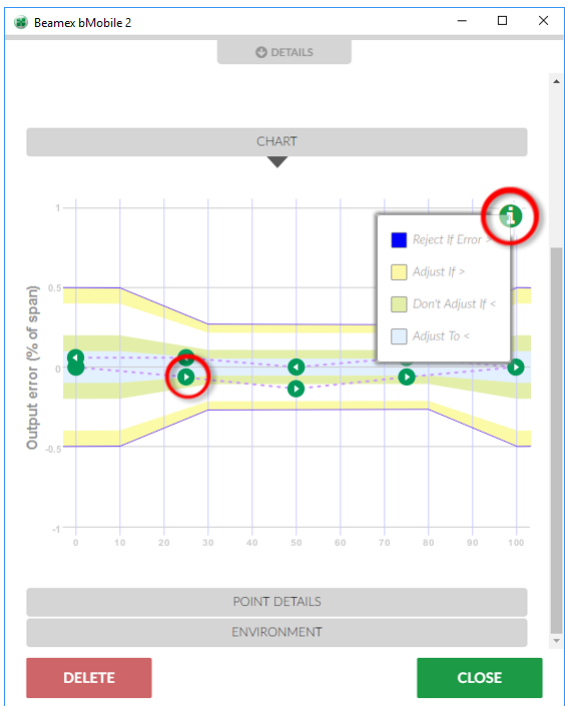 Beamex bMobile 2
DETAILS
CHART
Reject If Error >
Adjust If >
Don't Adjust If <
Adjust To <
Output error (% of span)
1
0.5
0
-0.5
-1
0 10 20 30 40 50 60 70 80 90 100
POINT DETAILS
ENVIRONMENT
DELETE
CLOSE